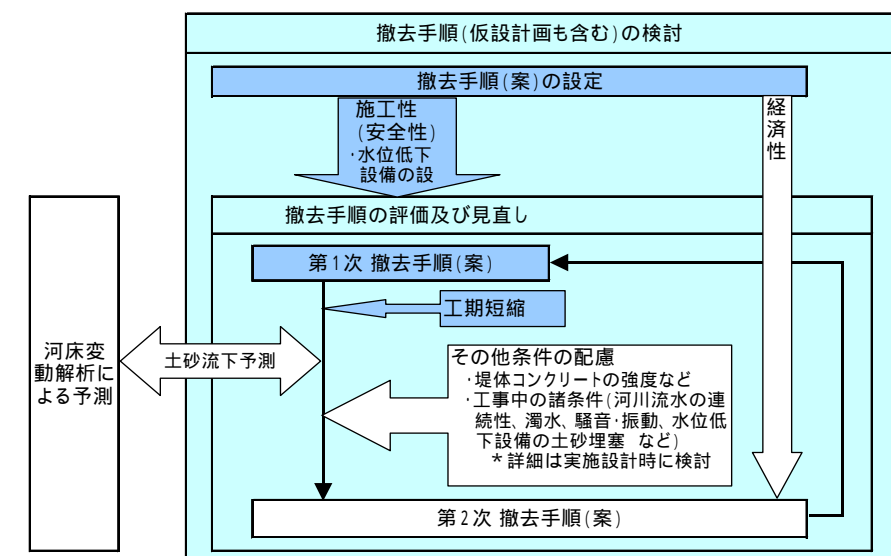 撤去手順(仮設計画も含む)の検討
撤去手順(案)の設定
施工性
(安全性)
・水位低下
設備の設
経済性
撤去手順の評価及び見直し
第1次 撤去手順(案)
工期短縮
河床変
動解析に
よる予測
土砂流下予測
その他条件の配慮
・堤体コンクリートの強度など
・工事中の諸条件(河川流水の連
続性、濁水、騒音・振動、水位低
下設備の土砂埋塞 など)
*詳細は実施設計時に検討
第2次 撤去手順(案)